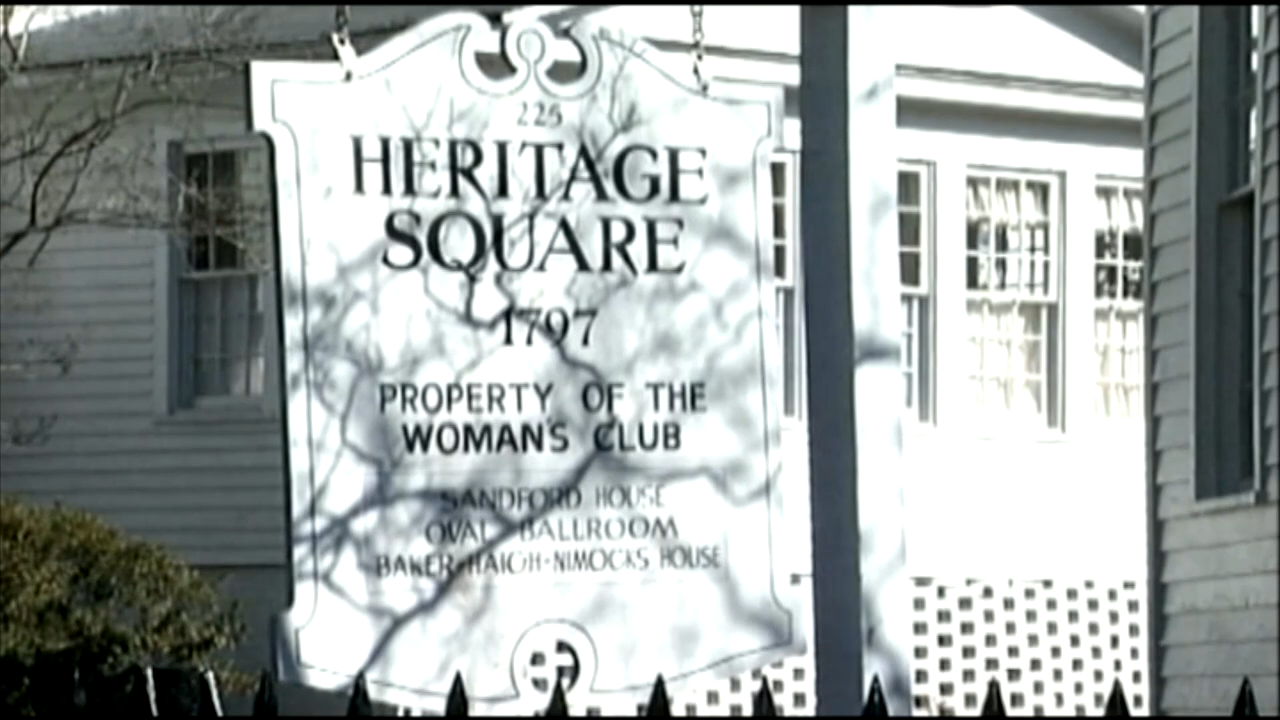 225
HERITAGE
SQUARE
1797
PROPERTY OF THE
WOMAN'S CLUB
SANDFORD HOUSE
OVAL BALLROOM
BAKER-HAIGH-NIMOCKS HOUSE